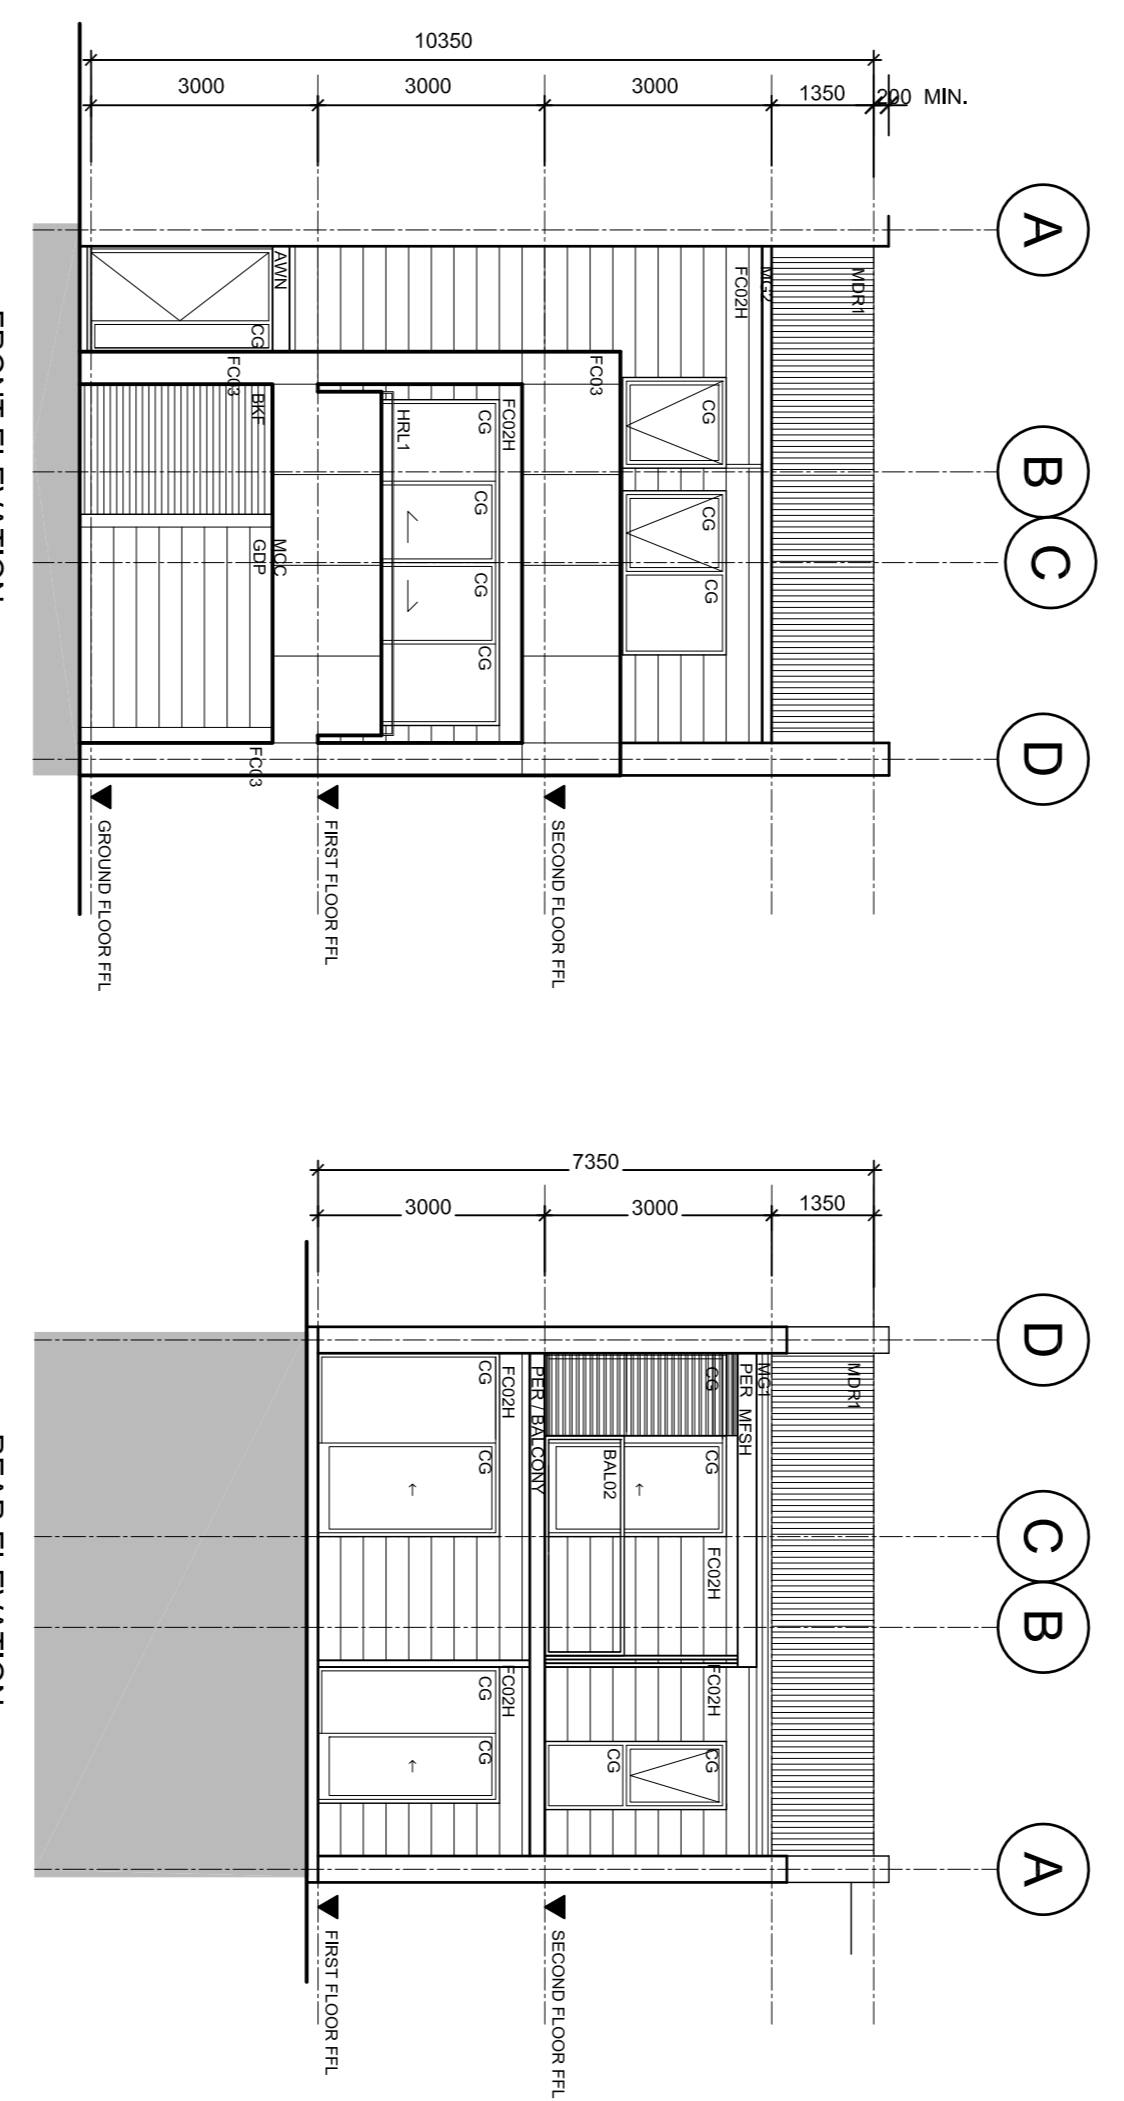 10350
3000
3000
3000
1350
200 MIN.
A
B
C
D
MDR1
MG2
FC02H
AWN
CG
FC03
FC03
BKF
HRL1
FC02H
CG
CG
CG
CG
CG
CG
CG
MCC
GDP
FC03
GROUND FLOOR FFL
FIRST FLOOR FFL
SECOND FLOOR FFL
FRONT ELEVATION
7350
3000
3000
1350
D
C
B
A
MDR1
MG1
PER MFSH
CG
PER / BALCONY
FC02H
CG
CG
BAL02
CG
FC02H
FC02H
FC02H
CG
CG
CG
CG
FIRST FLOOR FFL
SECOND FLOOR FFL
REAR ELEVATION